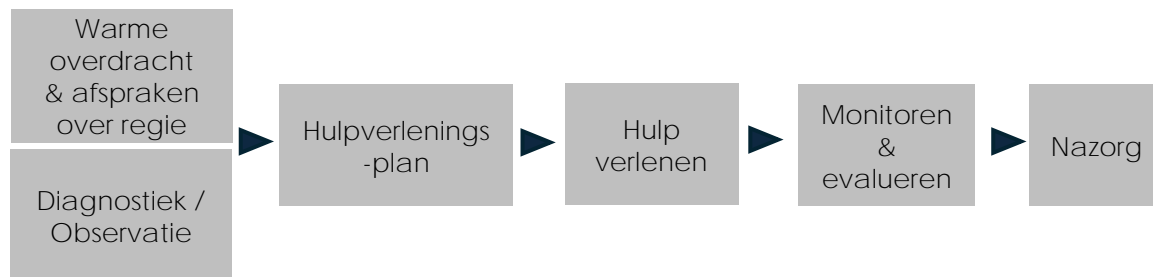 Warme
overdracht
& afspraken
over regie
Diagnostiek /
Observatie
Hulpverlenings
-plan
Hulp
verlenen
Monitoren
&
evalueren
Nazorg